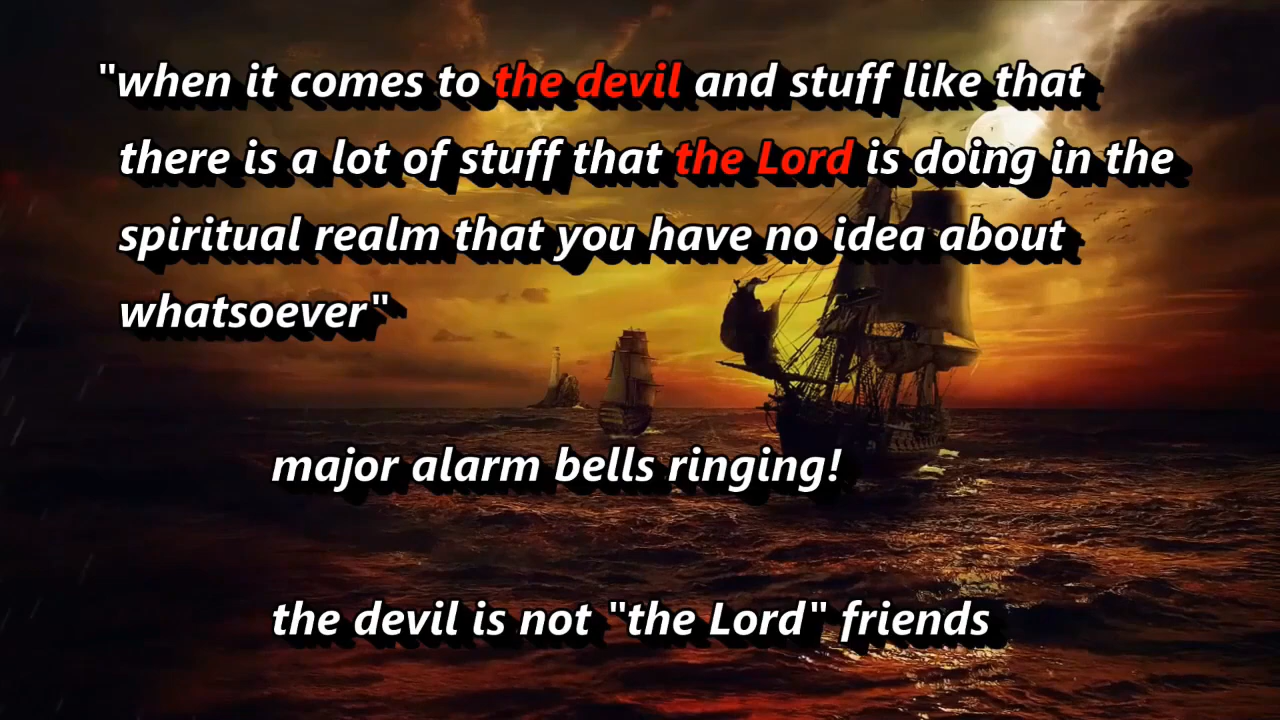 "when it comes to the devil and stuff like that
there is a lot of stuff that the Lord is doing in the
spiritual realm that you have no idea about
whatsoever"
major alarm bells ringing!
the devil is not "the Lord" friends